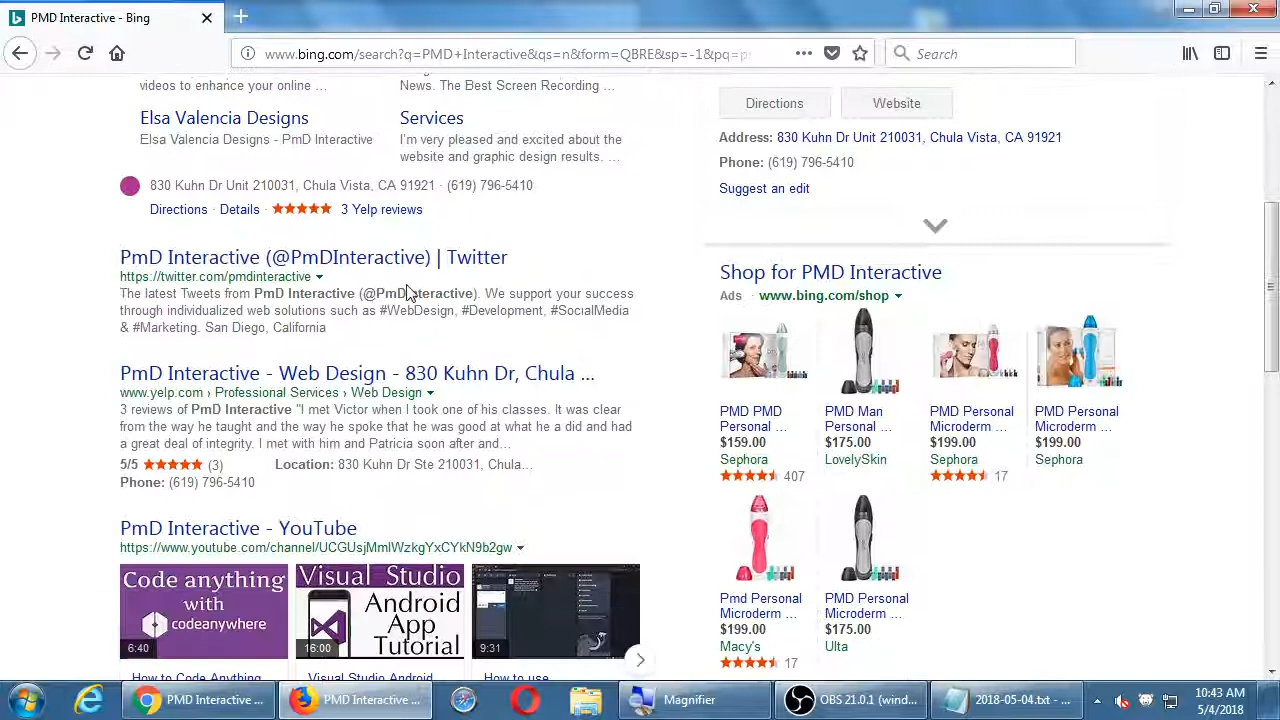 PMD Interactive - Bing
www.bing.com/search?q=PMD+Interactive&qs=n&form=QBRE&sp=-1&pq=p
Search
videos to enhance your online ...
News. The Best Screen Recording ...
Elsa Valencia Designs
Elsa Valencia Designs - PmD Interactive
Services
I'm very pleased and excited about the
website and graphic design results. ...
830 Kuhn Dr Unit 210031, Chula Vista, CA 91921 · (619) 796-5410
Directions · Details · 3 Yelp reviews
PmD Interactive (@PmDInteractive) | Twitter
https://twitter.com/pmdinteractive
The latest Tweets from PmD Interactive (@PmDInteractive). We support your success
through individualized web solutions such as #WebDesign, #Development, #SocialMedia
& #Marketing. San Diego, California
PmD Interactive - Web Design - 830 Kuhn Dr, Chula ...
www.yelp.com › Professional Services › Web Design
3 reviews of PmD Interactive "I met Victor when I took one of his classes. It was clear
from the way he taught and the way he spoke that he was good at what he a did and had
a great deal of integrity. I met with him and Patricia soon after and...
5/5 (3) Location: 830 Kuhn Dr Ste 210031, Chula...
Phone: (619) 796-5410
PmD Interactive - YouTube
https://www.youtube.com/channel/UCGUsjMmlWzkgYxCYkN9b2gw
Code anything
with
codeanywhere
6:40
Visual Studio
Android
App
Tutorial
16:00
9:31
How to Code Anything
Visual Studio Android
How to use
Directions
Website
Address: 830 Kuhn Dr Unit 210031, Chula Vista, CA 91921
Phone: (619) 796-5410
Suggest an edit
Shop for PMD Interactive
Ads · www.bing.com/shop
PMD PMD
Personal ...
$159.00
Sephora
407
PMD Man
Personal ...
$175.00
LovelySkin
PMD Personal
Microderm ...
$199.00
Sephora
17
PMD Personal
Microderm ...
$199.00
Sephora
Pmd Personal
Microderm ...
$199.00
Macy's
17
PMD Personal
Microderm ...
$175.00
Ulta
PMD Interactive ...
PMD Interactive ...
Magnifier
OBS 21.0.1 (wind...
2018-05-04.txt - ...
10:43 AM
5/4/2018